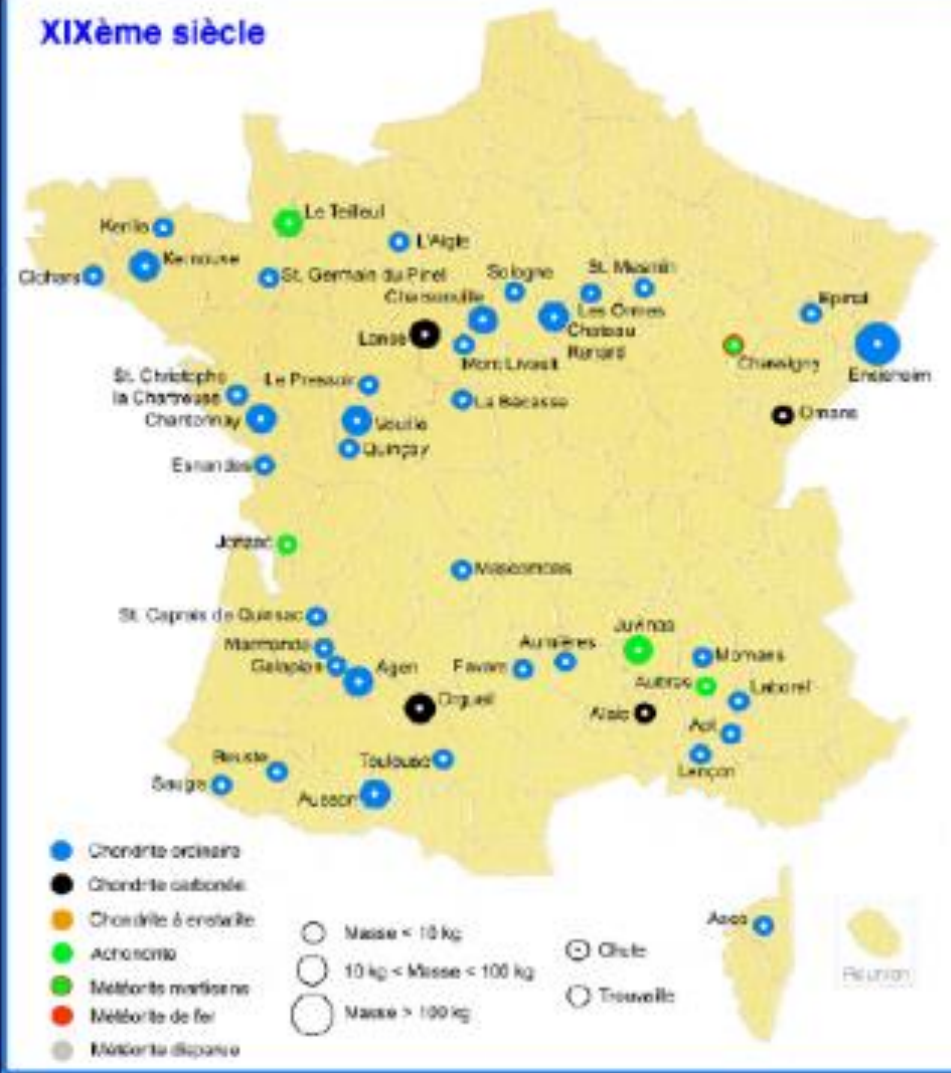 XIXème siècle
Le Teilleul
Kerilis
L'Aigle
Kernouve
Clohars
St. Germain du Pinel
Sologne
St. Mesmin
Charsonville
Les Ormes
Epinal
Chateau
Renard
Lancé
Mont Livault
Chassigny
Ensisheim
St. Christophe
la Chartreuse
Le Pressoir
La Bécasse
Ornans
Chantonnay
Vouillé
Quinçay
Esnandes
Jonzac
Mascombes
St. Caprais de Quinsac
Juvinas
Marmande
Aumières
Galapian
Agen
Favars
Aubres
Laborel
Orgueil
Alais
Apt
Toulouse
Lançon
Sauga
Ausson
Chondrite ordinaire
Chondrite carbonée
Chondrite à enstatite
Achondrite
Météorite martienne
Météorite de fer
Météorite disparue
Masse < 10 kg
10 kg < Masse < 100 kg
Masse > 100 kg
Chute
Trouvaille
Asco
Réunion